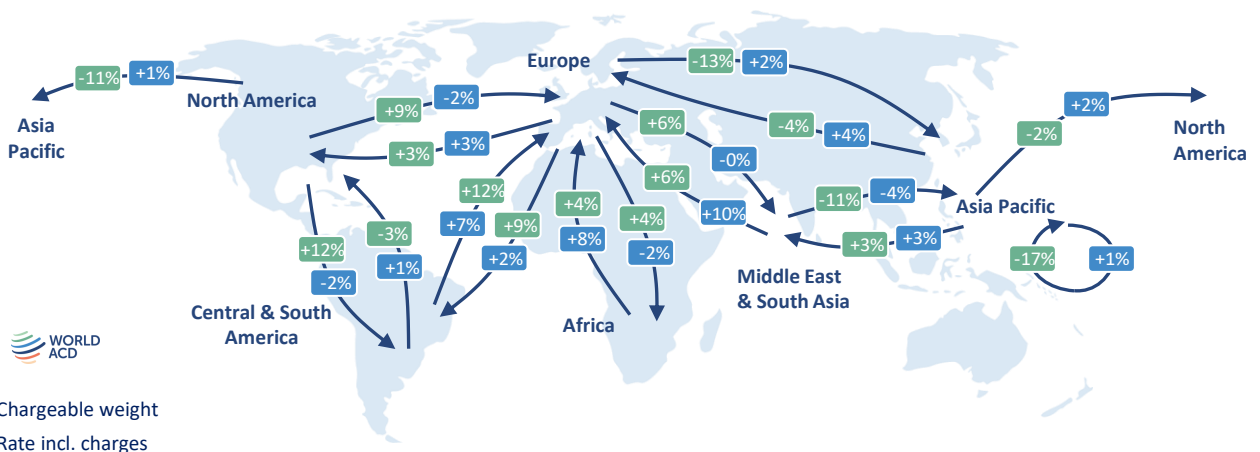 Europe
-13% +2%
-11% +1%
North America
Asia
Pacific
+9% -2%
+3% +3%
+6%
-0%
-4% +4%
+2%
-2%
North
America
+6%
+10%
-11% -4%
Asia Pacific
+3% +3%
-17% +1%
+12%
+7%
+9%
+2%
+4%
+8%
+4%
-2%
-3%
+1%
+12%
-2%
Middle East
& South Asia
Central & South
America
Africa
WORLD
ACD
Chargeable weight
Rate incl. charges